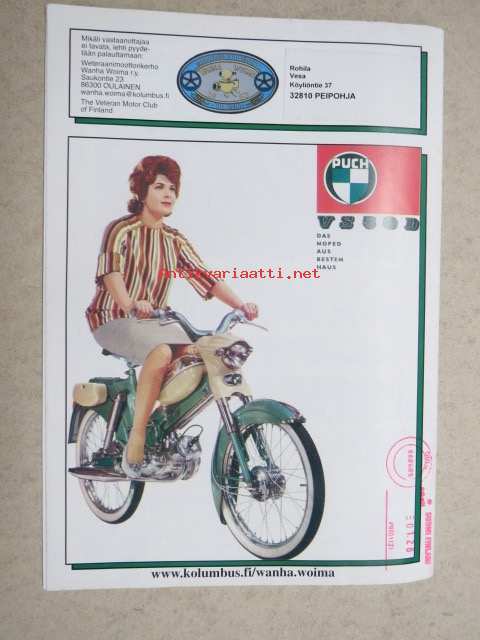 Mikäli vastaanottajaa
ei tavata, lehti pyyde-
tään palauttamaan:
Weteraanimoottorikerho
Wanha Woima r.y.
Saukontie 23
86300 OULAINEN
wanha.woima@kolumbus.fi
The Veteran Motor Club
of Finland.
Rohila
Vesa
Köyliöntie 37
32810 PEIPOHJA
PUCH
VS 50 D
DAS
MOPED
AUS
BESTEM
HAUS
Antikvariaatti.net
www.kolumbus.fi/wanha.woima